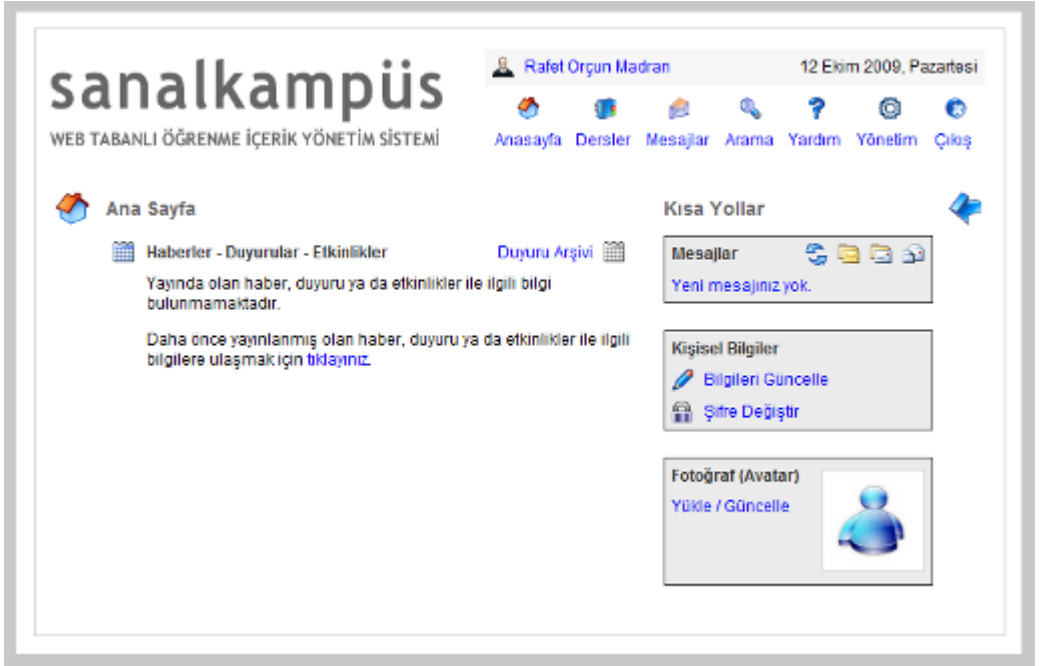 sanalkampüs
WEB TABANLI ÖĞRENME İÇERİK YÖNETİM SİSTEMİ
Rafet Orçun Madran
12 Ekim 2009, Pazartesi
Anasayfa Dersler Mesajlar Arama Yardım Yönetim Çıkış
Ana Sayfa
Haberler - Duyurular - Etkinlikler
Duyuru Arşivi
Yayında olan haber, duyuru ya da etkinlikler ile ilgili bilgi
bulunmamaktadır.
Daha önce yayınlanmış olan haber, duyuru ya da etkinlikler ile ilgili
bilgilere ulaşmak için tıklayınız.
Kısa Yollar
Mesajlar
Yeni mesajınız yok.
Kişisel Bilgiler
Bilgileri Güncelle
Şifre Değiştir
Fotoğraf (Avatar)
Yükle / Güncelle